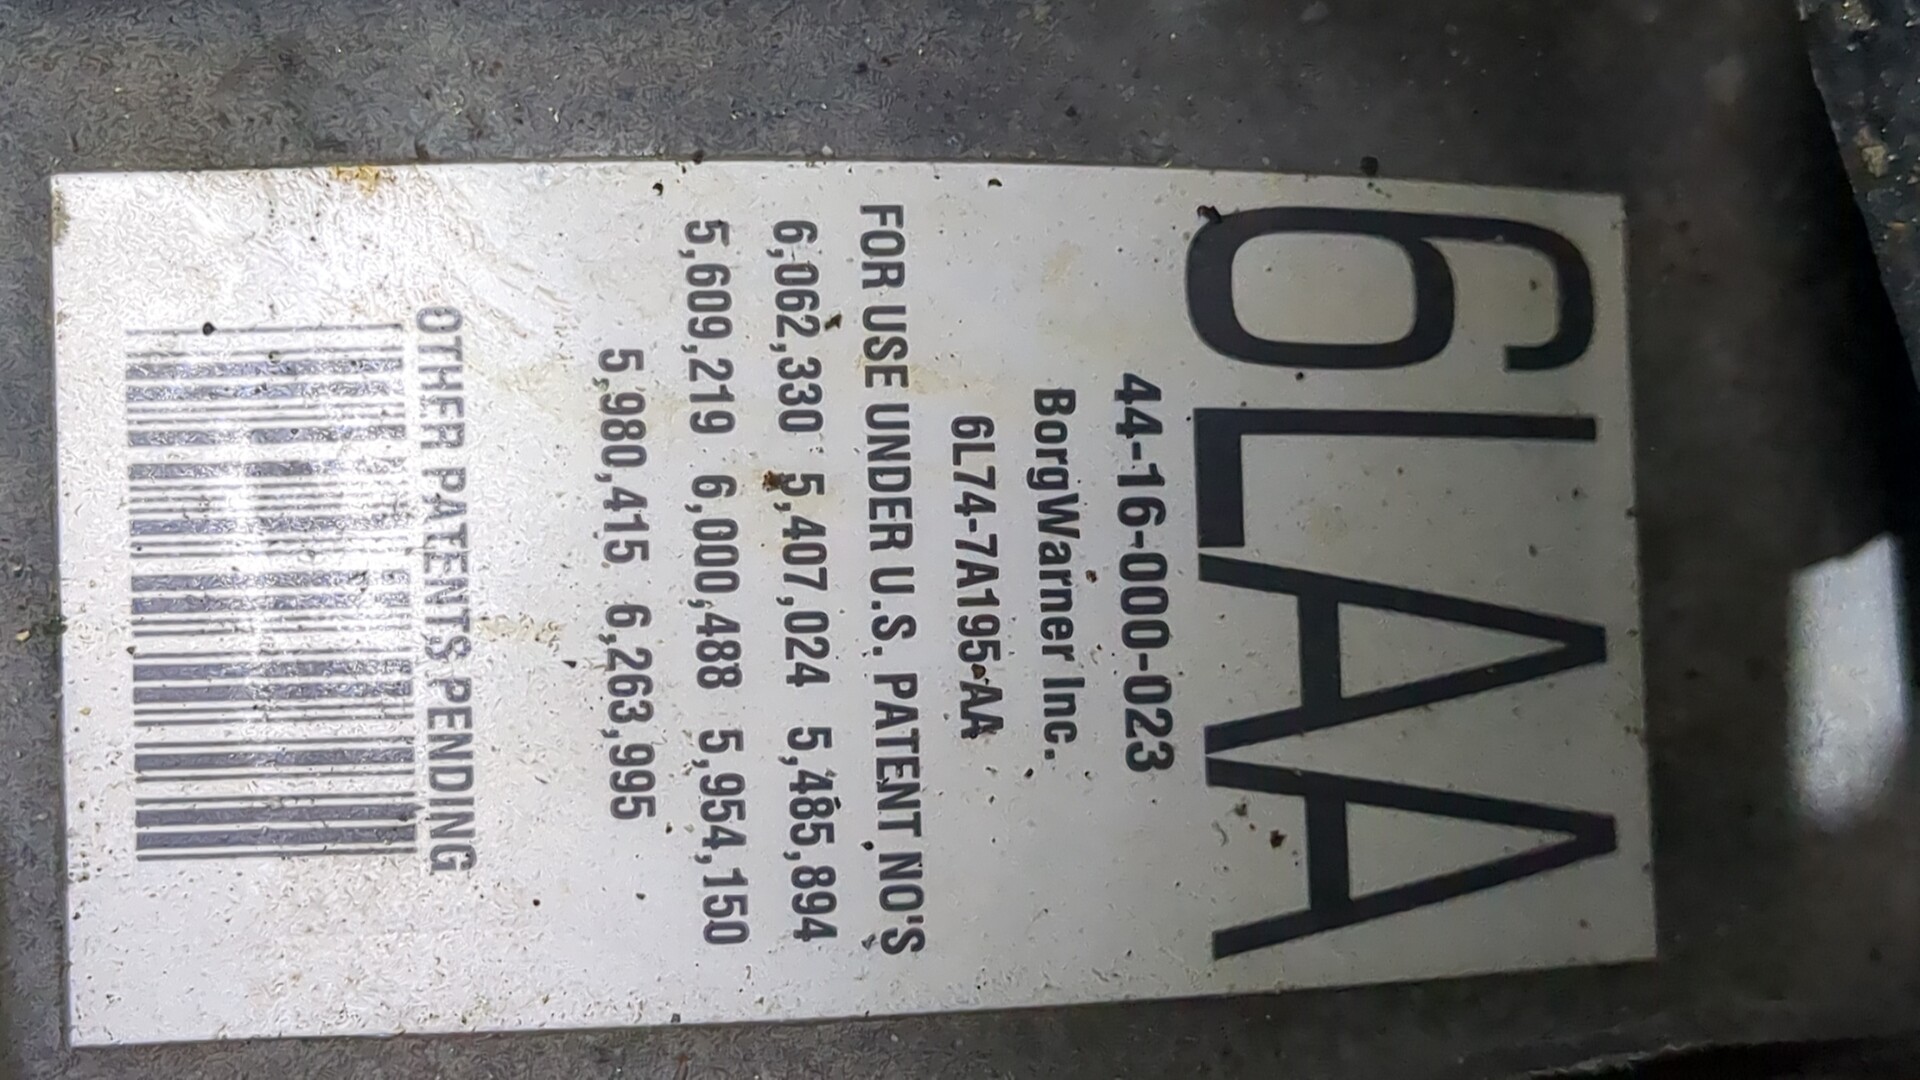 6LAA
44-16-000-023
BorgWarner Inc.
6L74-7A195-AA
FOR USE UNDER U.S. PATENT NO'S
6,062,330 5,407,024 5,485,894
5,609,219 6,000,488 5,954,150
5,980,415 6,263,995
OTHER PATENTS PENDING